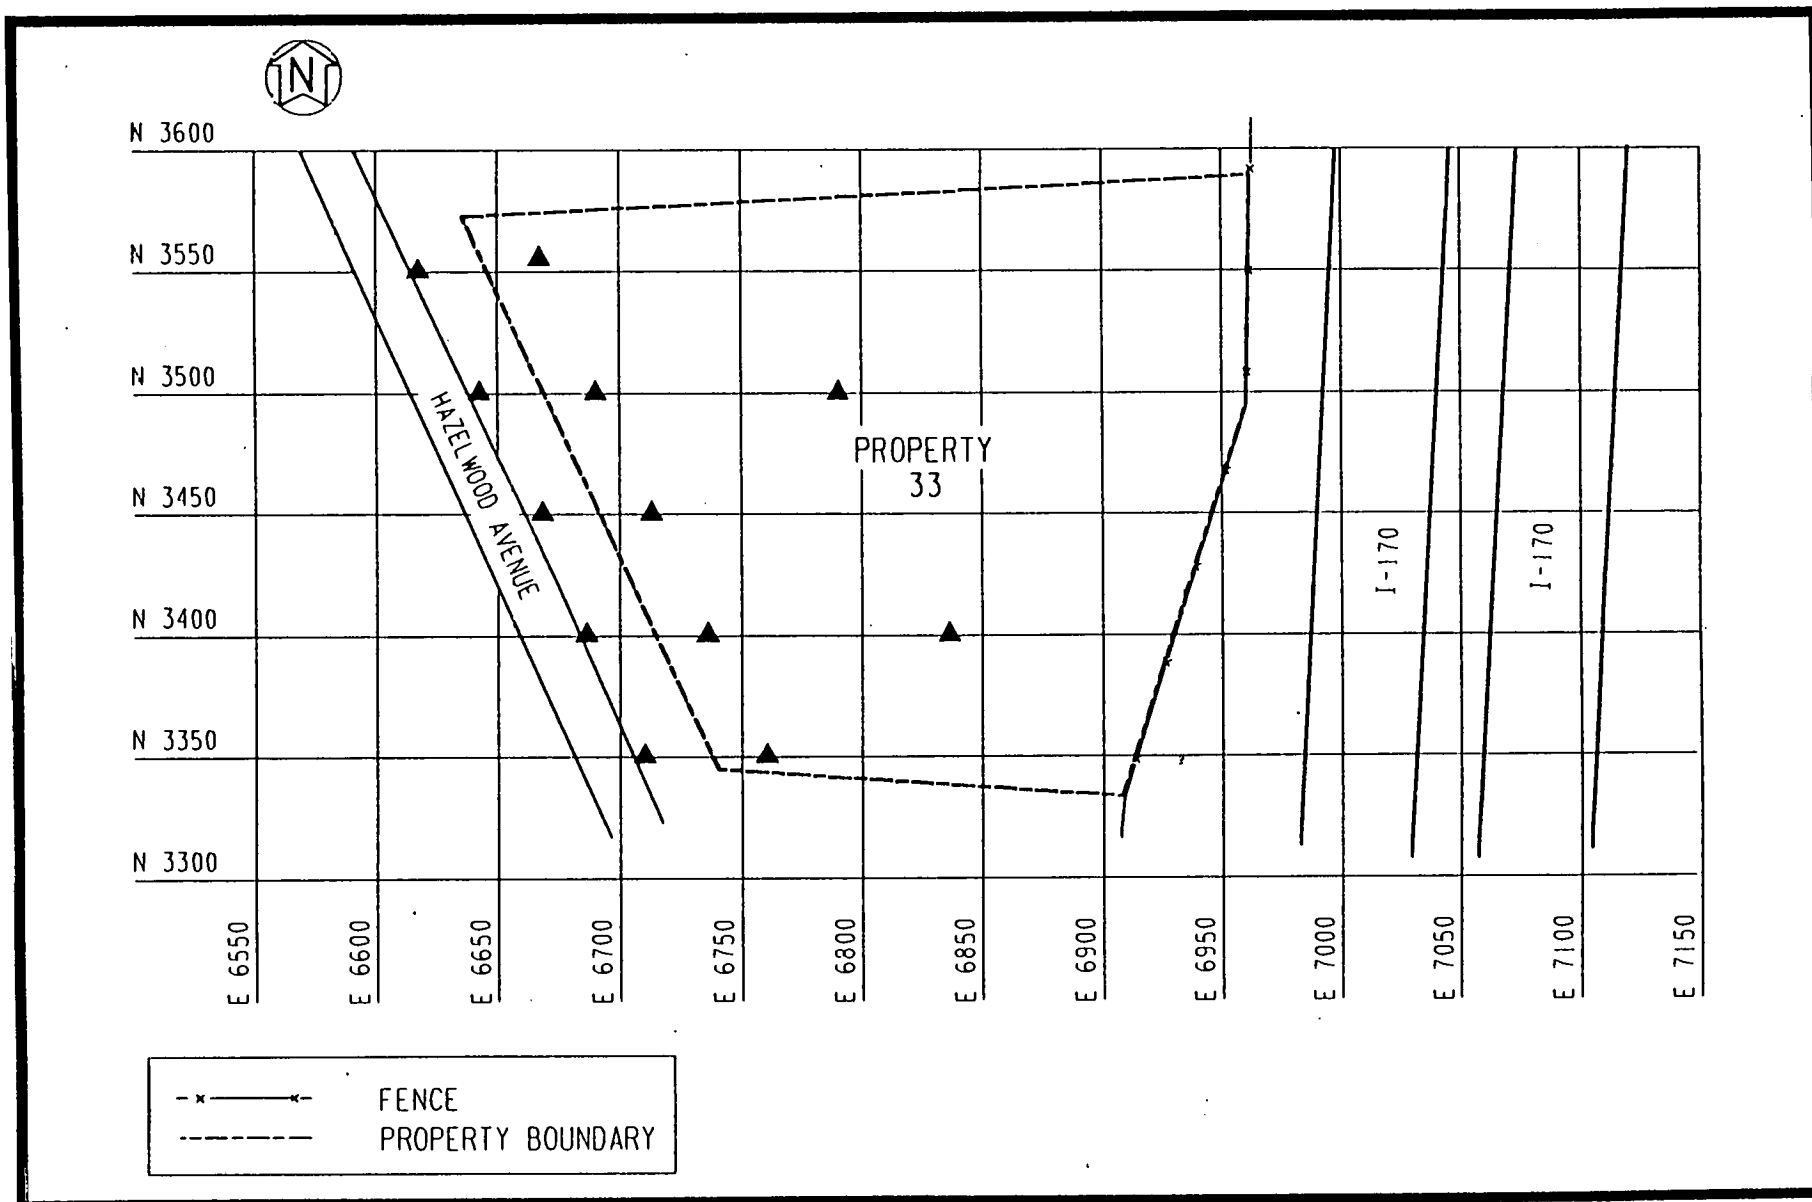 N
N 3600
N 3550
N 3500
N 3450
N 3400
N 3350
N 3300
HAZELWOOD AVENUE
PROPERTY
33
I-170
I-170
E 6550
E 6600
E 6650
E 6700
E 6750
E 6800
E 6850
E 6900
E 6950
E 7000
E 7050
E 7100
E 7150
FENCE
PROPERTY BOUNDARY